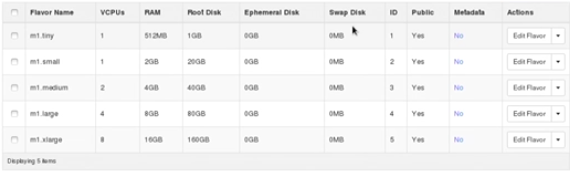 Flavor Name VCPUs RAM Root Disk Ephemeral Disk Swap Disk ID Public Metadata Actions
m1.tiny 1 512MB 1GB 0GB 0MB 1 Yes No Edit Flavor
m1.small 1 2GB 20GB 0GB 0MB 2 Yes No Edit Flavor
m1.medium 2 4GB 40GB 0GB 0MB 3 Yes No Edit Flavor
m1.large 4 8GB 80GB 0GB 0MB 4 Yes No Edit Flavor
m1.xlarge 8 16GB 160GB 0GB 0MB 5 Yes No Edit Flavor
Displaying 5 items